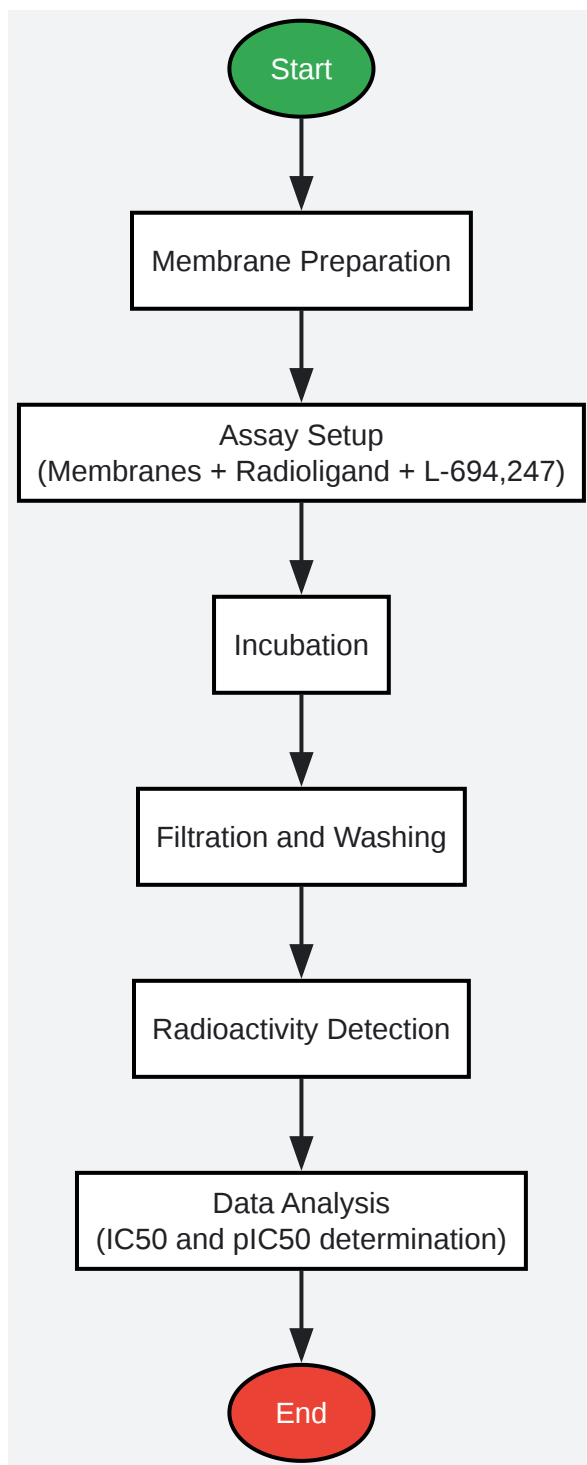 Start
Membrane Preparation
Assay Setup
(Membranes + Radioligand + L-694,247)
Incubation
Filtration and Washing
Radioactivity Detection
Data Analysis
(IC50 and pIC50 determination)
End